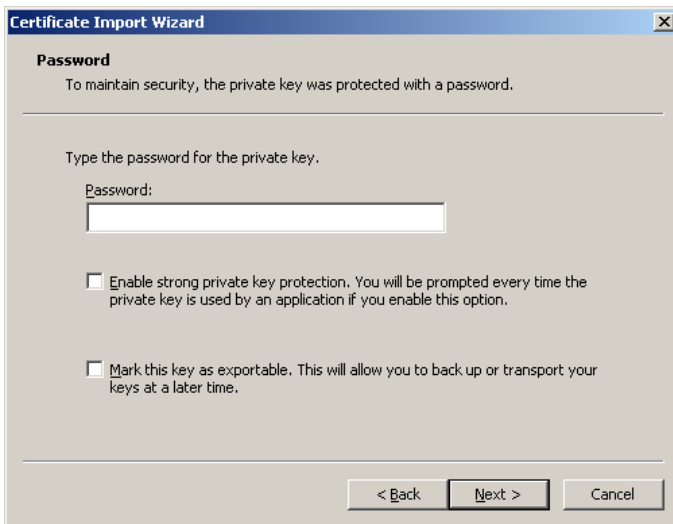 Certificate Import Wizard
Password
To maintain security, the private key was protected with a password.
Type the password for the private key.
Password:
Enable strong private key protection. You will be prompted every time the
private key is used by an application if you enable this option.
Mark this key as exportable. This will allow you to back up or transport your
keys at a later time.
< Back Next > Cancel